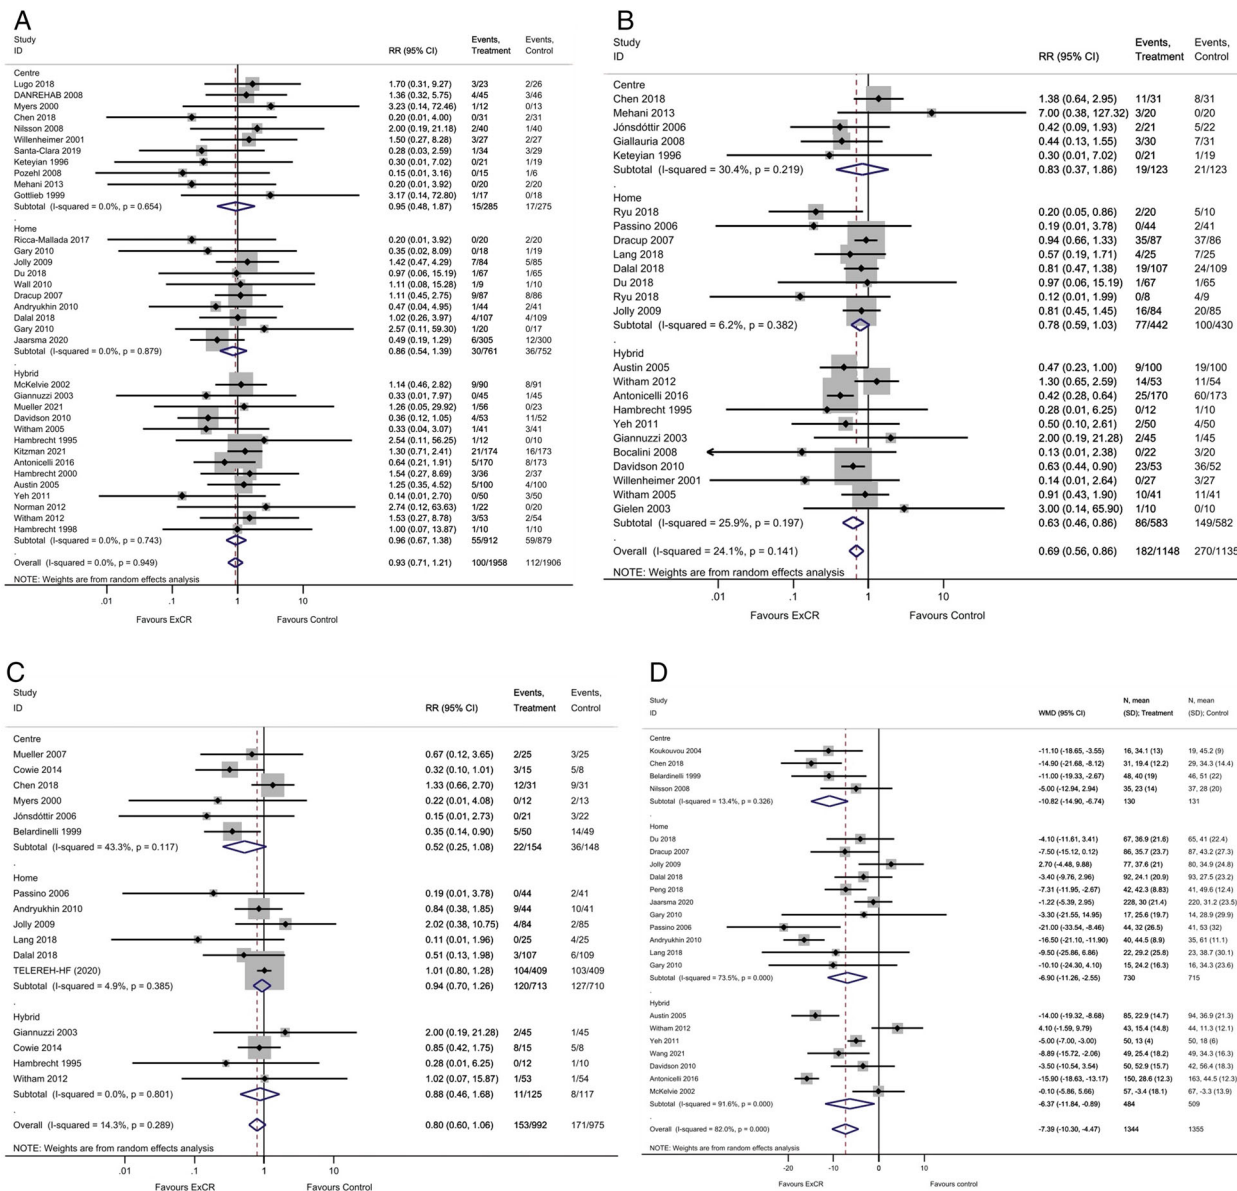 A
Study
Events,
Events,
ID
RR (95% CI)
Treatment
Control
Centre
Lugo 2018 1.70 (0.31, 9.27) 3/23 2/26
DANREHAB 2008 1.36 (0.32, 5.75) 4/45 3/46
Myers 2000 3.23 (0.14, 72.46) 1/12 0/13
Chen 2018 0.20 (0.01, 4.00) 0/31 2/31
Nilsson 2008 2.00 (0.19, 21.18) 2/40 1/40
Willenheimer 2001 1.50 (0.27, 8.28) 3/27 2/27
Santa-Clara 2019 0.28 (0.03, 2.59) 1/34 3/29
Keteyian 1996 0.30 (0.01, 7.02) 0/21 1/19
Pozehl 2008 0.15 (0.01, 3.16) 0/15 1/6
Mehani 2013 0.20 (0.01, 3.92) 0/20 2/20
Gottlieb 1999 3.17 (0.14, 72.80) 1/17 0/18
Subtotal (I-squared = 0.0%, p = 0.654) 0.95 (0.48, 1.87) 15/285 17/275
.
Home
Ricca-Mallada 2017 0.20 (0.01, 3.92) 0/20 2/20
Gary 2010 0.35 (0.02, 8.09) 0/18 1/19
Jolly 2009 1.42 (0.47, 4.29) 7/84 5/85
Du 2018 0.97 (0.06, 15.19) 1/67 1/65
Wall 2010 1.11 (0.08, 15.28) 1/9 1/10
Dracup 2007 1.11 (0.45, 2.75) 9/87 8/86
Andryukhin 2010 0.47 (0.04, 4.95) 1/44 2/41
Dalal 2018 1.02 (0.26, 3.97) 4/107 4/109
Gary 2010 2.57 (0.11, 59.30) 1/20 0/17
Jaarsma 2020 0.49 (0.19, 1.29) 6/305 12/300
Subtotal (I-squared = 0.0%, p = 0.879) 0.86 (0.54, 1.39) 30/761 36/752
.
Hybrid
McKelvie 2002 1.14 (0.46, 2.82) 9/90 8/91
Giannuzzi 2003 0.33 (0.01, 7.97) 0/45 1/45
Mueller 2021 1.26 (0.05, 29.92) 1/56 0/23
Davidson 2010 0.36 (0.12, 1.05) 4/53 11/52
Witham 2005 0.33 (0.04, 3.07) 1/41 3/41
Hambrecht 1995 2.54 (0.11, 56.25) 1/12 0/10
Kitzman 2021 1.30 (0.71, 2.41) 21/174 16/173
Antonicelli 2016 0.64 (0.21, 1.91) 5/170 8/173
Hambrecht 2000 1.54 (0.27, 8.69) 3/36 2/37
Austin 2005 1.25 (0.35, 4.52) 5/100 4/100
Yeh 2011 0.14 (0.01, 2.70) 0/50 3/50
Norman 2012 2.74 (0.12, 63.63) 1/22 0/20
Witham 2012 1.53 (0.27, 8.78) 3/53 2/54
Hambrecht 1998 1.00 (0.07, 13.87) 1/10 1/10
Subtotal (I-squared = 0.0%, p = 0.743) 0.96 (0.67, 1.38) 55/912 59/879
.
Overall (I-squared = 0.0%, p = 0.949) 0.93 (0.71, 1.21) 100/1958 112/1906
NOTE: Weights are from random effects analysis
.01 .1 1 10
Favours ExCR Favours Control
B
Study
Events,
Events,
ID
RR (95% CI)
Treatment
Control
Centre
Chen 2018 1.38 (0.64, 2.95) 11/31 8/31
Mehani 2013 7.00 (0.38, 127.32) 3/20 0/20
Jónsdóttir 2006 0.42 (0.09, 1.93) 2/21 5/22
Giallauria 2008 0.44 (0.13, 1.55) 3/30 7/31
Keteyian 1996 0.30 (0.01, 7.02) 0/21 1/19
Subtotal (I-squared = 30.4%, p = 0.219) 0.83 (0.37, 1.86) 19/123 21/123
.
Home
Ryu 2018 0.20 (0.05, 0.86) 2/20 5/10
Passino 2006 0.19 (0.01, 3.78) 0/44 2/41
Dracup 2007 0.94 (0.66, 1.33) 35/87 37/86
Lang 2018 0.57 (0.19, 1.71) 4/25 7/25
Dalal 2018 0.81 (0.47, 1.38) 19/107 24/109
Du 2018 0.97 (0.06, 15.19) 1/67 1/65
Ryu 2018 0.12 (0.01, 1.99) 0/8 4/9
Jolly 2009 0.81 (0.45, 1.45) 16/84 20/85
Subtotal (I-squared = 6.2%, p = 0.382) 0.78 (0.59, 1.03) 77/442 100/430
.
Hybrid
Austin 2005 0.47 (0.23, 1.00) 9/100 19/100
Witham 2012 1.30 (0.65, 2.59) 14/53 11/54
Antonicelli 2016 0.42 (0.28, 0.64) 25/170 60/173
Hambrecht 1995 0.28 (0.01, 6.25) 0/12 1/10
Yeh 2011 0.50 (0.10, 2.61) 2/50 4/50
Giannuzzi 2003 2.00 (0.19, 21.28) 2/45 1/45
Bocalini 2008 0.13 (0.01, 2.38) 0/22 3/20
Davidson 2010 0.63 (0.44, 0.90) 23/53 36/52
Willenheimer 2001 0.14 (0.01, 2.64) 0/27 3/27
Witham 2005 0.91 (0.43, 1.90) 10/41 11/41
Gielen 2003 3.00 (0.14, 65.90) 1/10 0/10
Subtotal (I-squared = 25.9%, p = 0.197) 0.63 (0.46, 0.86) 86/583 149/582
.
Overall (I-squared = 24.1%, p = 0.141) 0.69 (0.56, 0.86) 182/1148 270/1135
NOTE: Weights are from random effects analysis
.01 .1 1 10
Favours ExCR Favours Control
C
Study
Events,
Events,
ID
RR (95% CI)
Treatment
Control
Centre
Mueller 2007 0.67 (0.12, 3.65) 2/25 3/25
Cowie 2014 0.32 (0.10, 1.01) 3/15 5/8
Chen 2018 1.33 (0.66, 2.70) 12/31 9/31
Myers 2000 0.22 (0.01, 4.08) 0/12 2/13
Jónsdóttir 2006 0.15 (0.01, 2.73) 0/21 3/22
Belardinelli 1999 0.35 (0.14, 0.90) 5/50 14/49
Subtotal (I-squared = 43.3%, p = 0.117) 0.52 (0.25, 1.08) 22/154 36/148
.
Home
Passino 2006 0.19 (0.01, 3.78) 0/44 2/41
Andryukhin 2010 0.84 (0.38, 1.85) 9/44 10/41
Jolly 2009 2.02 (0.38, 10.75) 4/84 2/85
Lang 2018 0.11 (0.01, 1.96) 0/25 4/25
Dalal 2018 0.51 (0.13, 1.98) 3/107 6/109
TELEREH-HF (2020) 1.01 (0.80, 1.28) 104/409 103/409
Subtotal (I-squared = 4.9%, p = 0.385) 0.94 (0.70, 1.26) 120/713 127/710
.
Hybrid
Giannuzzi 2003 2.00 (0.19, 21.28) 2/45 1/45
Cowie 2014 0.85 (0.42, 1.75) 8/15 5/8
Hambrecht 1995 0.28 (0.01, 6.25) 0/12 1/10
Witham 2012 1.02 (0.07, 15.87) 1/53 1/54
Subtotal (I-squared = 0.0%, p = 0.801) 0.88 (0.46, 1.68) 11/125 8/117
.
Overall (I-squared = 14.3%, p = 0.289) 0.80 (0.60, 1.06) 153/992 171/975
NOTE: Weights are from random effects analysis
.01 .1 1 10
Favours ExCR Favours Control
D
Study
N, mean
N, mean
ID
WMD (95% CI)
(SD); Treatment
(SD); Control
Centre
Koukouvou 2004 -11.10 (-18.65, -3.55) 16, 34.1 (13) 19, 45.2 (9)
Chen 2018 -14.90 (-21.68, -8.12) 31, 19.4 (12.2) 29, 34.3 (14.4)
Belardinelli 1999 -11.00 (-19.33, -2.67) 48, 40 (19) 46, 51 (22)
Nilsson 2008 -5.00 (-12.94, 2.94) 35, 23 (14) 37, 28 (20)
Subtotal (I-squared = 13.4%, p = 0.326) -10.82 (-14.90, -6.74) 130 131
.
Home
Du 2018 -4.10 (-11.61, 3.41) 67, 36.9 (21.6) 65, 41 (22.4)
Dracup 2007 -7.50 (-15.12, 0.12) 86, 35.7 (23.7) 87, 43.2 (27.3)
Jolly 2009 2.70 (-4.48, 9.88) 77, 37.6 (21) 80, 34.9 (24.8)
Dalal 2018 -3.40 (-9.76, 2.96) 92, 24.1 (20.9) 93, 27.5 (23.2)
Peng 2018 -7.31 (-11.95, -2.67) 42, 42.3 (8.83) 41, 49.6 (12.4)
Jaarsma 2020 -1.22 (-5.39, 2.95) 228, 30 (21.4) 220, 31.2 (23.5)
Gary 2010 -3.30 (-21.55, 14.95) 17, 25.6 (19.7) 14, 28.9 (29.9)
Passino 2006 -21.00 (-33.54, -8.46) 44, 32 (26.5) 41, 53 (32)
Andryukhin 2010 -16.50 (-21.10, -11.90) 40, 44.5 (8.9) 35, 61 (11.1)
Lang 2018 -9.50 (-25.86, 6.86) 22, 29.2 (25.8) 23, 38.7 (30.1)
Gary 2010 -10.10 (-24.30, 4.10) 15, 24.2 (16.3) 16, 34.3 (23.6)
Subtotal (I-squared = 73.5%, p = 0.000) -6.90 (-11.26, -2.55) 730 715
.
Hybrid
Austin 2005 -14.00 (-19.32, -8.68) 85, 22.9 (14.7) 94, 36.9 (21.3)
Witham 2012 4.10 (-1.59, 9.79) 43, 15.4 (14.8) 44, 11.3 (12.1)
Yeh 2011 -5.00 (-7.00, -3.00) 50, 13 (4) 50, 18 (6)
Wang 2021 -8.89 (-15.72, -2.06) 49, 25.4 (18.2) 49, 34.3 (16.3)
Davidson 2010 -3.50 (-10.54, 3.54) 50, 52.9 (15.7) 42, 56.4 (18.3)
Antonicelli 2016 -15.90 (-18.63, -13.17) 150, 28.6 (12.3) 163, 44.5 (12.3)
McKelvie 2002 -0.10 (-5.86, 5.66) 57, -3.4 (18.1) 67, -3.3 (13.9)
Subtotal (I-squared = 91.6%, p = 0.000) -6.37 (-11.84, -0.89) 484 509
.
Overall (I-squared = 82.0%, p = 0.000) -7.39 (-10.30, -4.47) 1344 1355
NOTE: Weights are from random effects analysis
-20 -10 0 10
Favours ExCR Favours control